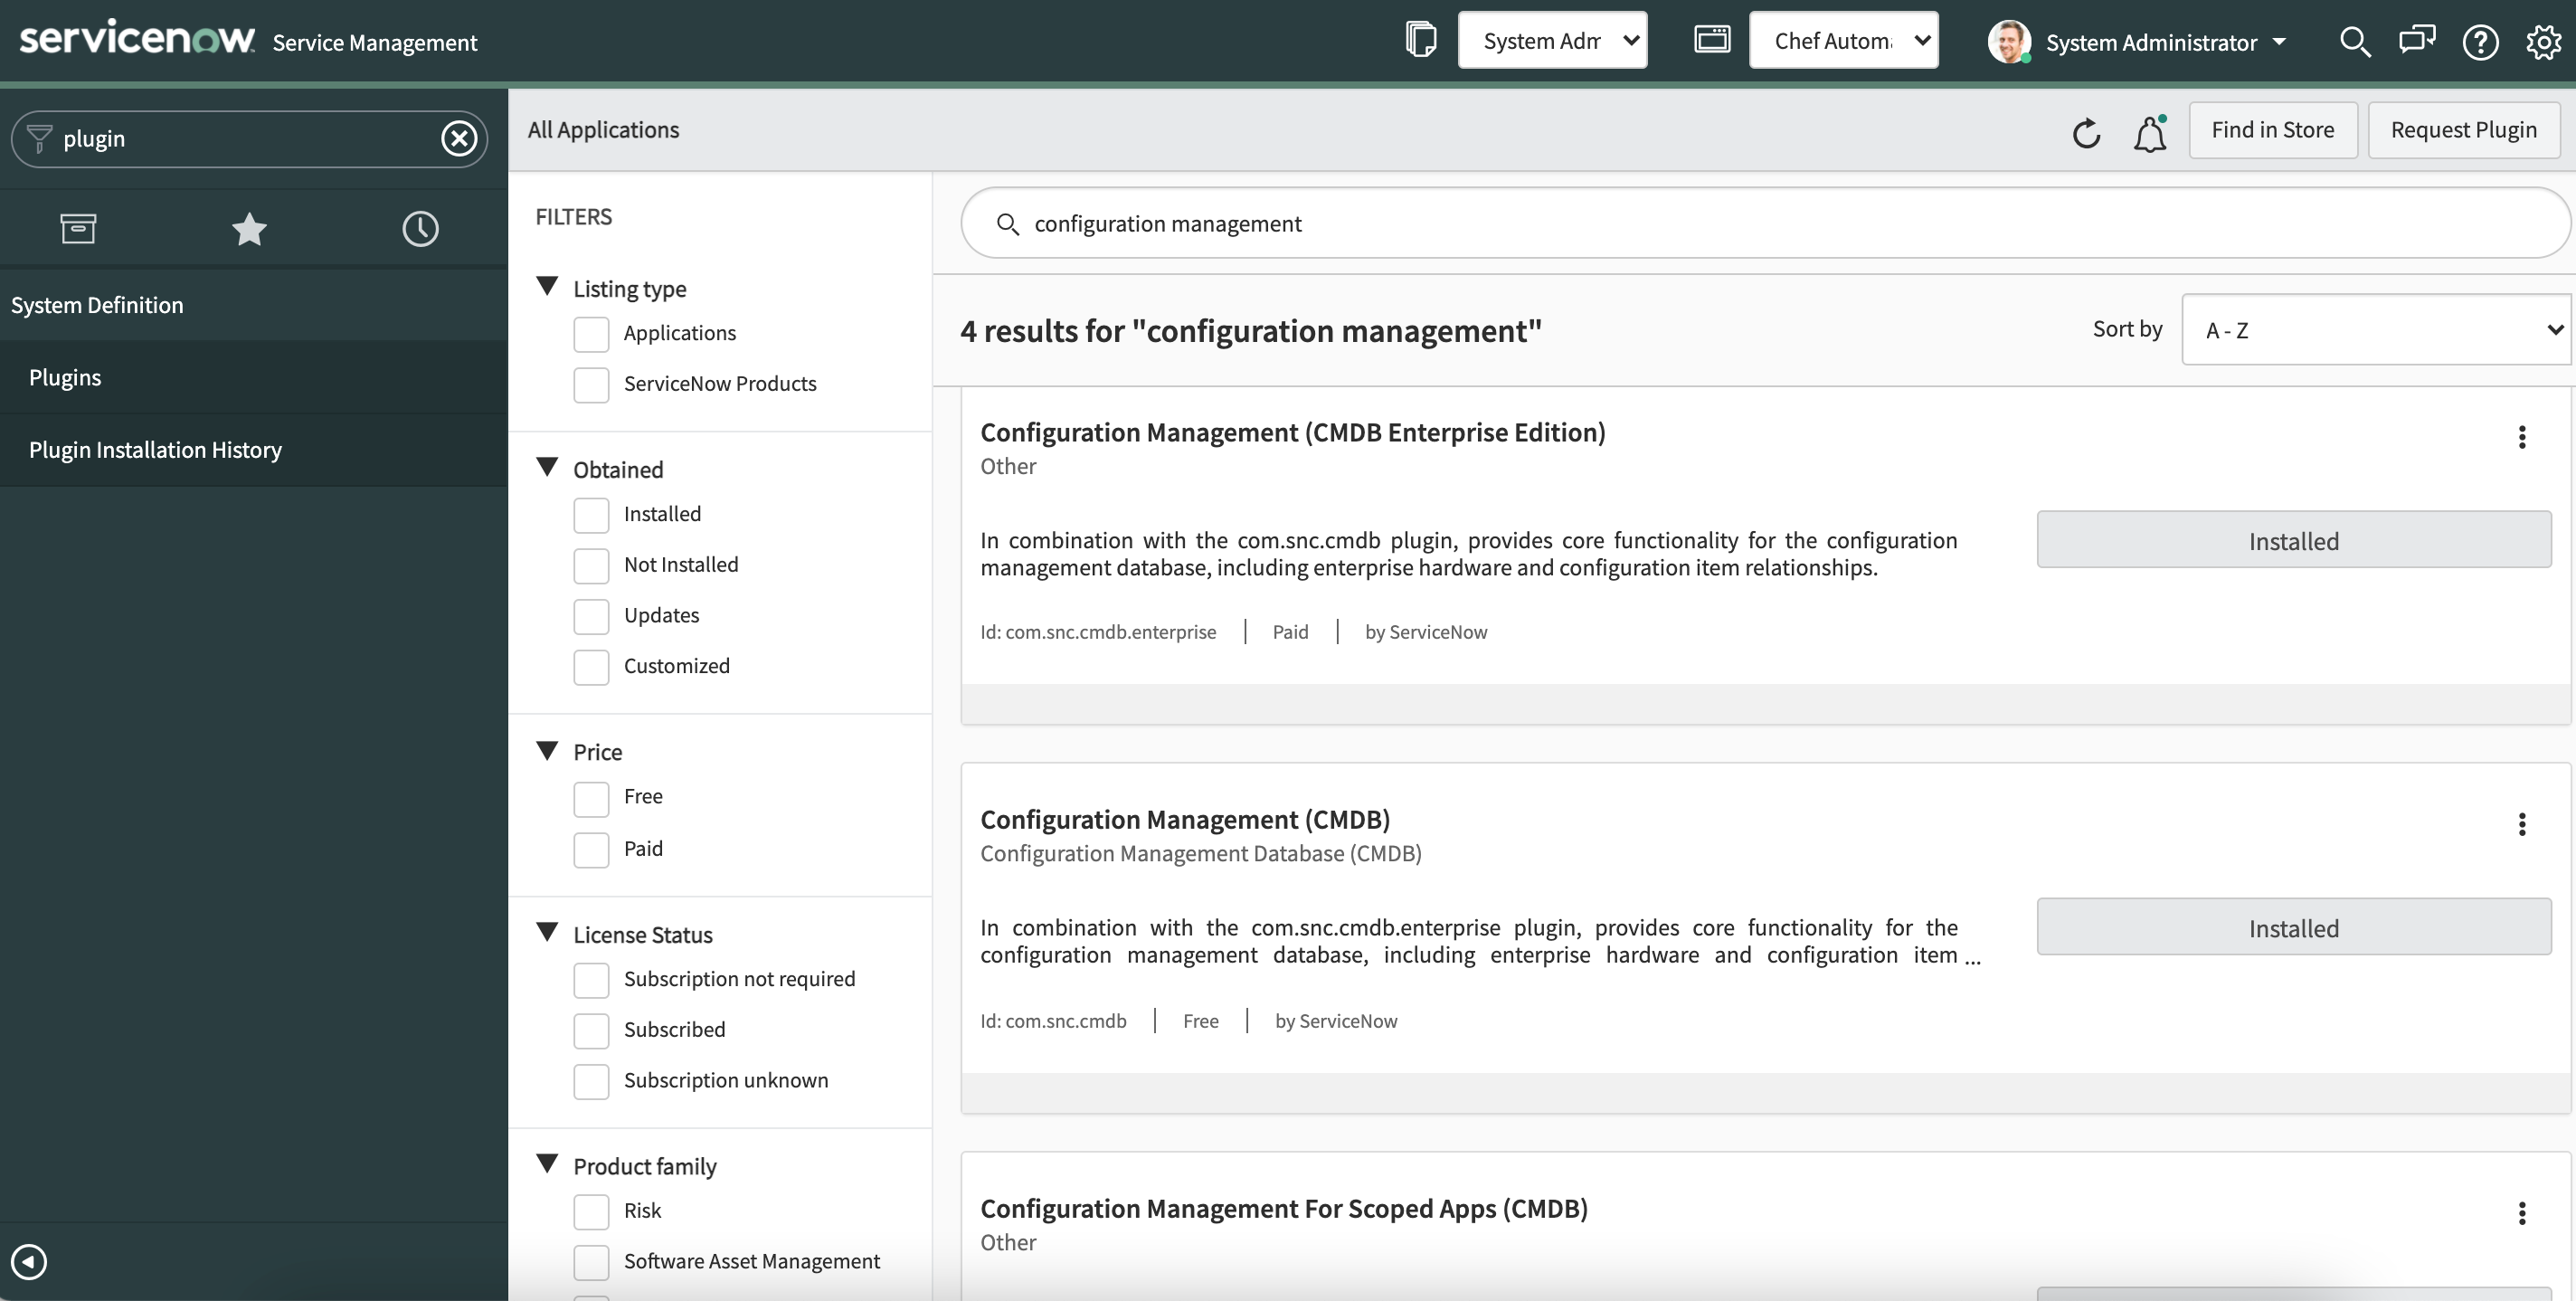 servicenow Service Management
System Adm
Chef Autom
System Administrator
plugin
System Definition
Plugins
Plugin Installation History
All Applications
Find in Store
Request Plugin
FILTERS
Listing type
Applications
ServiceNow Products
Obtained
Installed
Not Installed
Updates
Customized
Price
Free
Paid
License Status
Subscription not required
Subscribed
Subscription unknown
Product family
Risk
Software Asset Management
configuration management
4 results for "configuration management"
Sort by
A - Z
Configuration Management (CMDB Enterprise Edition)
Other
In combination with the com.snc.cmdb plugin, provides core functionality for the configuration
management database, including enterprise hardware and configuration item relationships.
Installed
Id: com.snc.cmdb.enterprise | Paid | by ServiceNow
Configuration Management (CMDB)
Configuration Management Database (CMDB)
In combination with the com.snc.cmdb.enterprise plugin, provides core functionality for the
configuration management database, including enterprise hardware and configuration item ...
Installed
Id: com.snc.cmdb | Free | by ServiceNow
Configuration Management For Scoped Apps (CMDB)
Other